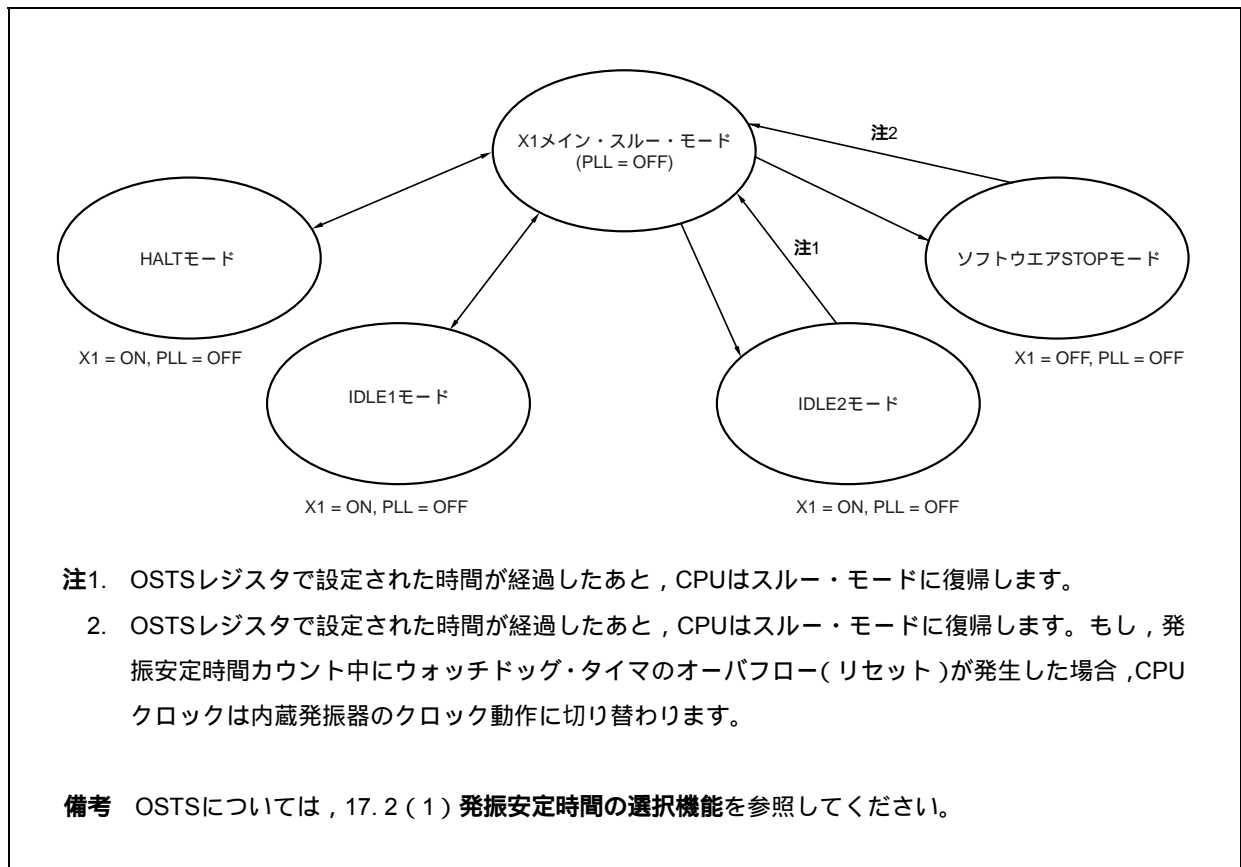 X1メイン・スルー・モード
(PLL = OFF)
注2
注1
HALTモード
ソフトウエアSTOPモード
X1 = ON, PLL = OFF
X1 = OFF, PLL = OFF
IDLE1モード
IDLE2モード
X1 = ON, PLL = OFF
X1 = ON, PLL = OFF
注1. OSTSレジスタで設定された時間が経過したあと，CPUはスルー・モードに復帰します。
2. OSTSレジスタで設定された時間が経過したあと，CPUはスルー・モードに復帰します。もし，発
振安定時間カウント中にウォッチドッグ・タイマのオーバフロー（リセット）が発生した場合，CPU
クロックは内蔵発振器のクロック動作に切り替わります。
備考 OSTSについては，17. 2（1）発振安定時間の選択機能を参照してください。